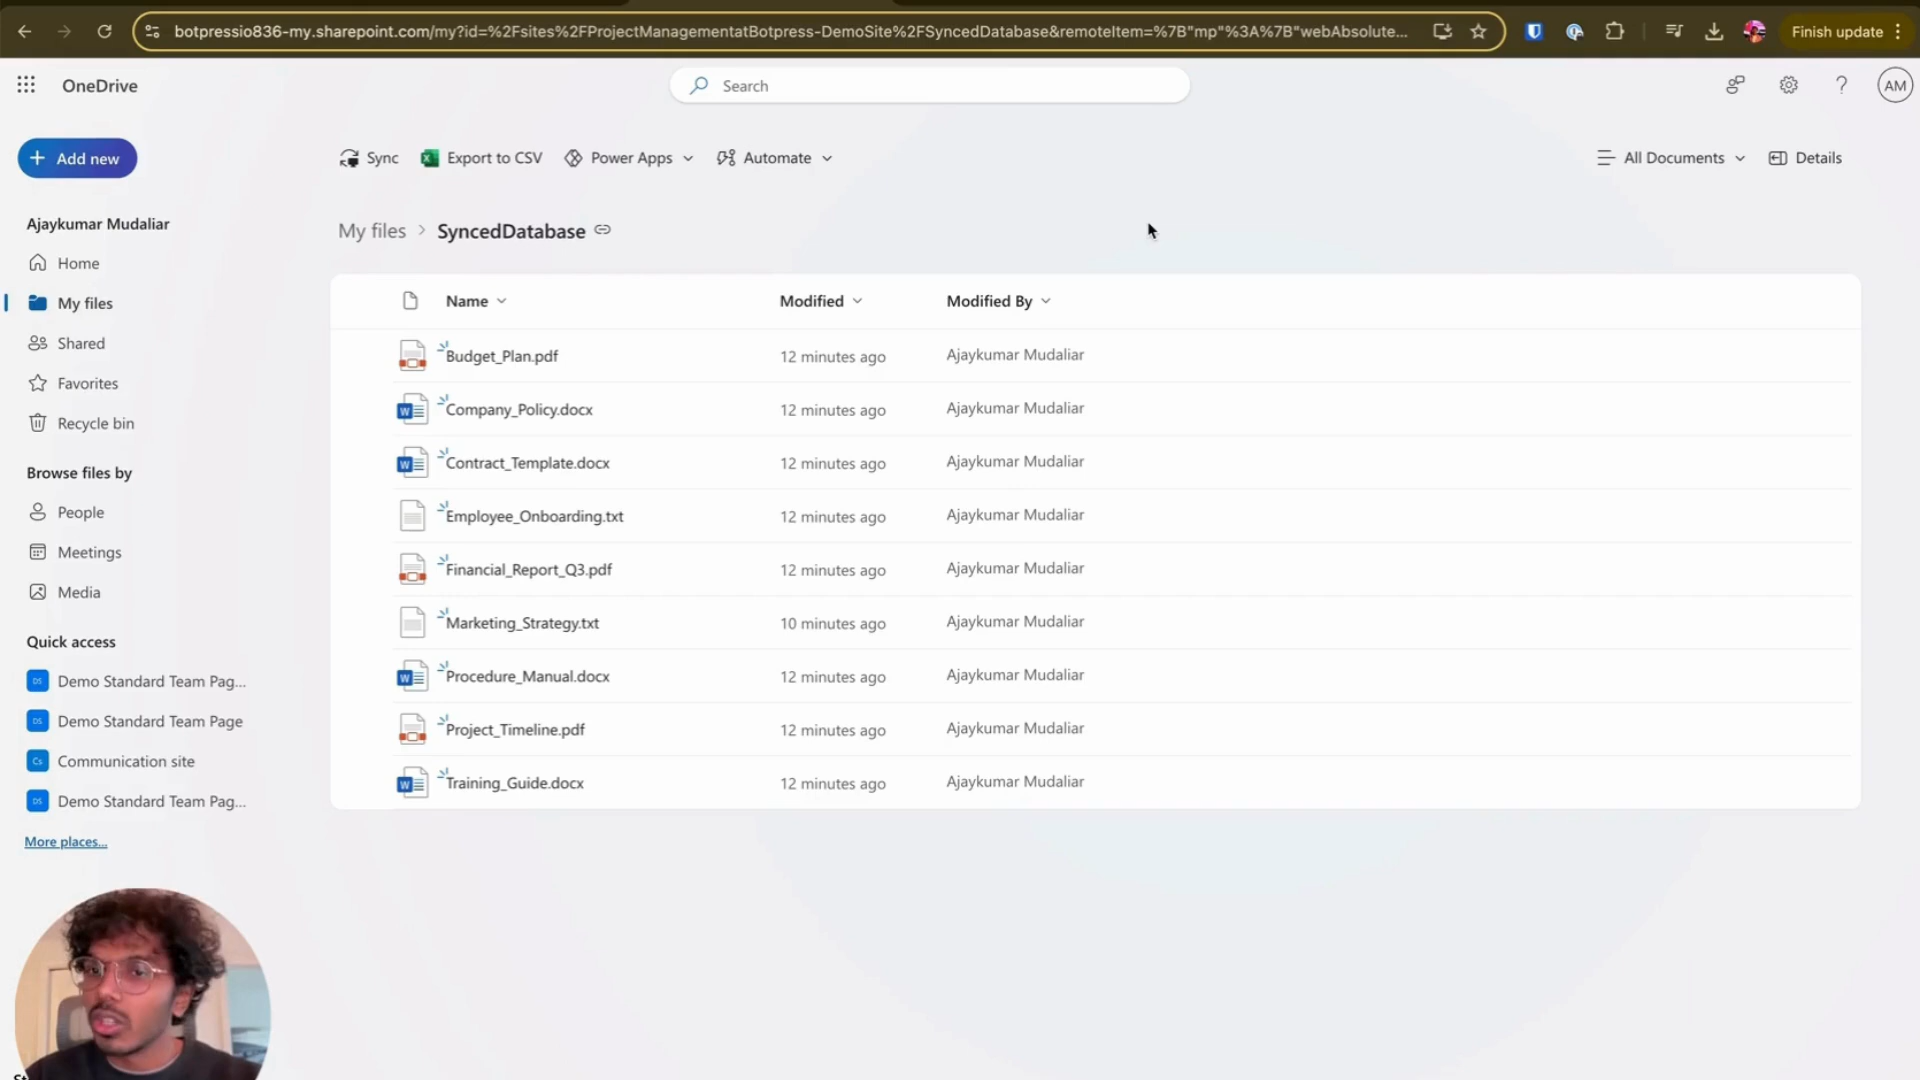 botpressio836-my.sharepoint.com/my?id=%2Fsites%2FProjectManagementatBotpress-DemoSite%2FSyncedDatabase&remoteItem=%7B"mp"%3A%7B"webAbsolute...
Finish update
OneDrive
Search
?
AM
+ Add new
Sync
Export to CSV
Power Apps
Automate
All Documents
Details
Ajaykumar Mudaliar
Home
My files
Shared
Favorites
Recycle bin
Browse files by
People
Meetings
Media
Quick access
DS Demo Standard Team Pag...
DS Demo Standard Team Page
Cs Communication site
DS Demo Standard Team Pag...
More places...
My files > SyncedDatabase
Name Modified Modified By
Budget_Plan.pdf 12 minutes ago Ajaykumar Mudaliar
W Company_Policy.docx 12 minutes ago Ajaykumar Mudaliar
W Contract_Template.docx 12 minutes ago Ajaykumar Mudaliar
Employee_Onboarding.txt 12 minutes ago Ajaykumar Mudaliar
Financial_Report_Q3.pdf 12 minutes ago Ajaykumar Mudaliar
Marketing_Strategy.txt 10 minutes ago Ajaykumar Mudaliar
W Procedure_Manual.docx 12 minutes ago Ajaykumar Mudaliar
Project_Timeline.pdf 12 minutes ago Ajaykumar Mudaliar
W Training_Guide.docx 12 minutes ago Ajaykumar Mudaliar